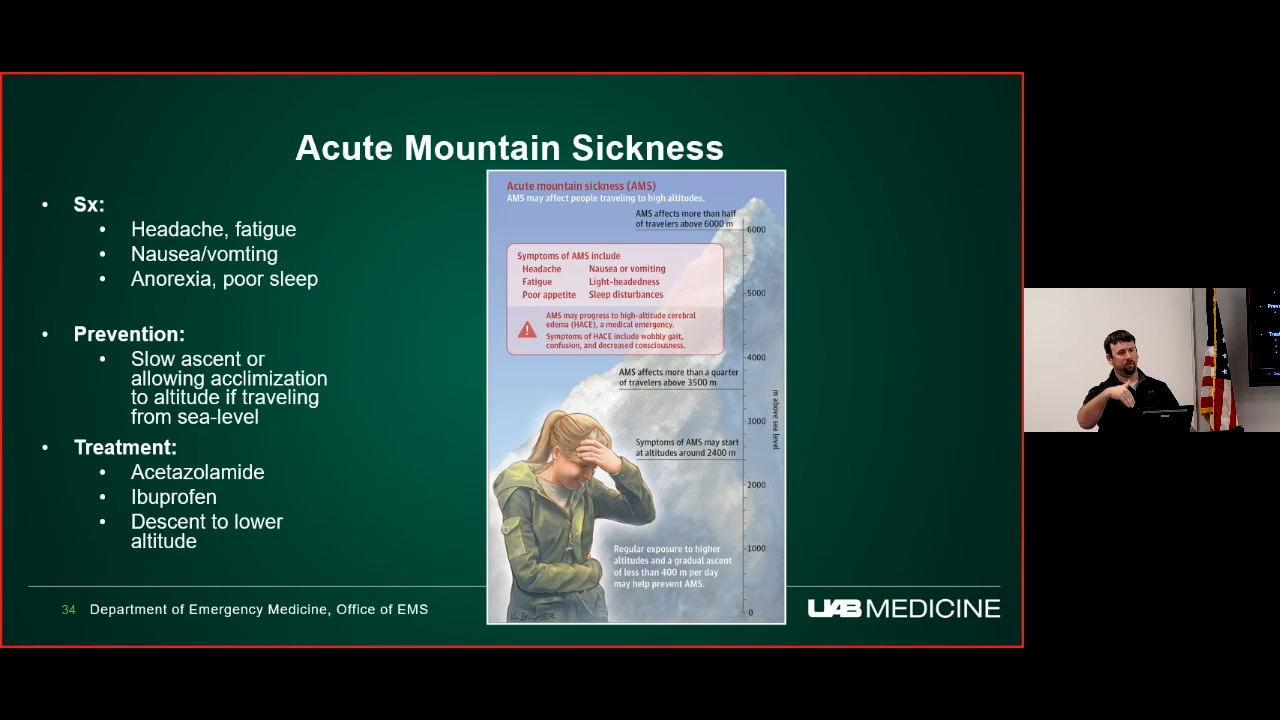 Acute Mountain Sickness
• Sx:
• Headache, fatigue
• Nausea/vomting
• Anorexia, poor sleep
• Prevention:
• Slow ascent or
allowing acclimization
to altitude if traveling
from sea-level
• Treatment:
• Acetazolamide
• Ibuprofen
• Descent to lower
altitude
Acute mountain sickness (AMS)
AMS may affect people traveling to high altitudes.
AMS affects more than half
of travelers above 6000 m
6000
Symptoms of AMS include
Headache Nausea or vomiting
Fatigue Light-headedness
Poor appetite Sleep disturbances
5000
AMS may progress to high-altitude cerebral
edema (HACE), a medical emergency.
Symptoms of HACE include wobbly gait,
confusion, and decreased consciousness.
4000
AMS affects more than a quarter
of travelers above 3500 m
3000
m above sea level
Symptoms of AMS may start
at altitudes around 2400 m
2000
1000
Regular exposure to higher
altitudes and a gradual ascent
of less than 400 m per day
may help prevent AMS.
0
34 Department of Emergency Medicine, Office of EMS
UAB MEDICINE